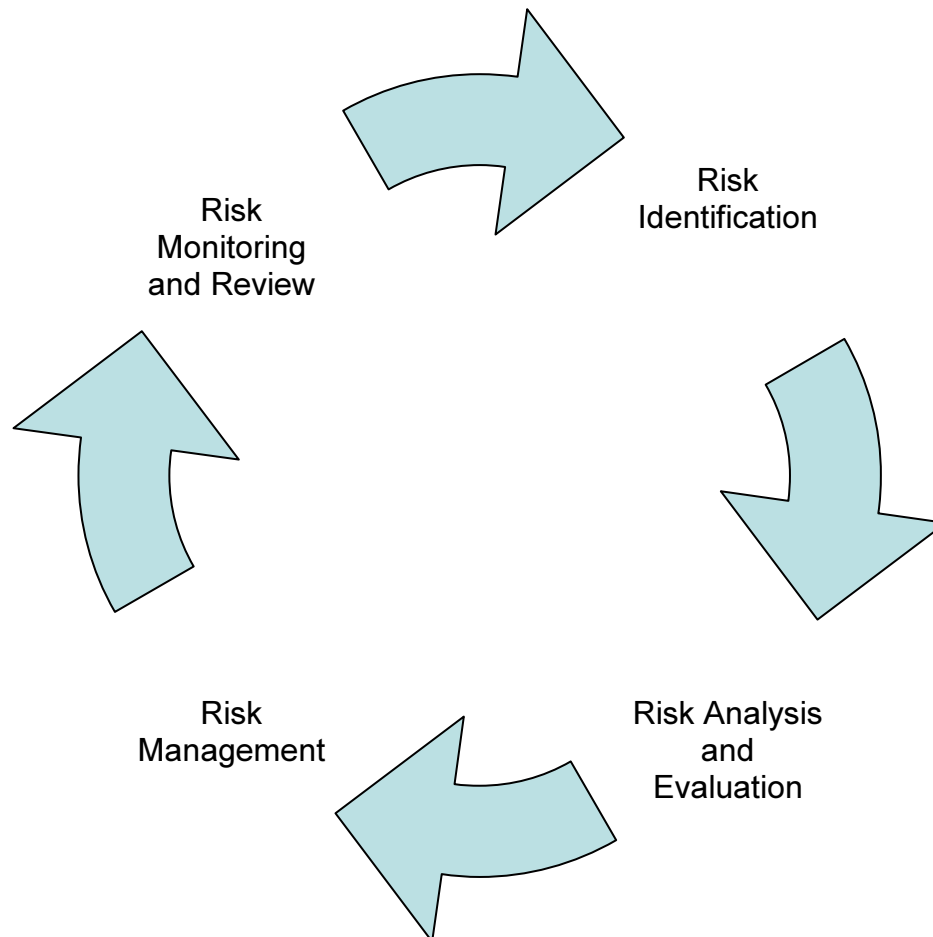 Risk
Identification
Risk Analysis
and
Evaluation
Risk
Management
Risk
Monitoring
and Review